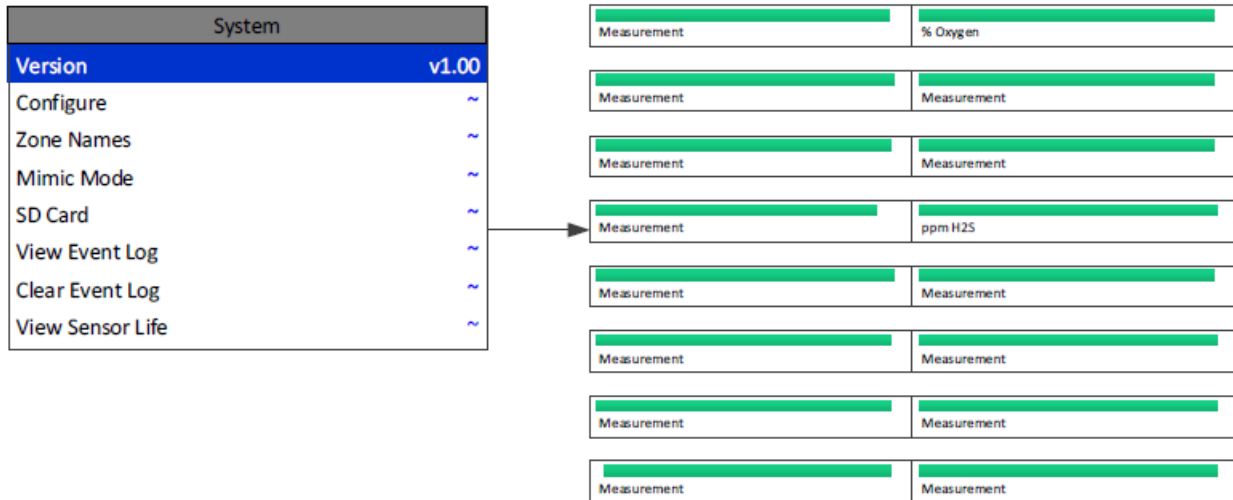 System
Version v1.00
Configure ~
Zone Names ~
Mimic Mode ~
SD Card ~
View Event Log ~
Clear Event Log ~
View Sensor Life ~
Measurement % Oxygen
Measurement Measurement
Measurement Measurement
Measurement ppm H2S
Measurement Measurement
Measurement Measurement
Measurement Measurement
Measurement Measurement